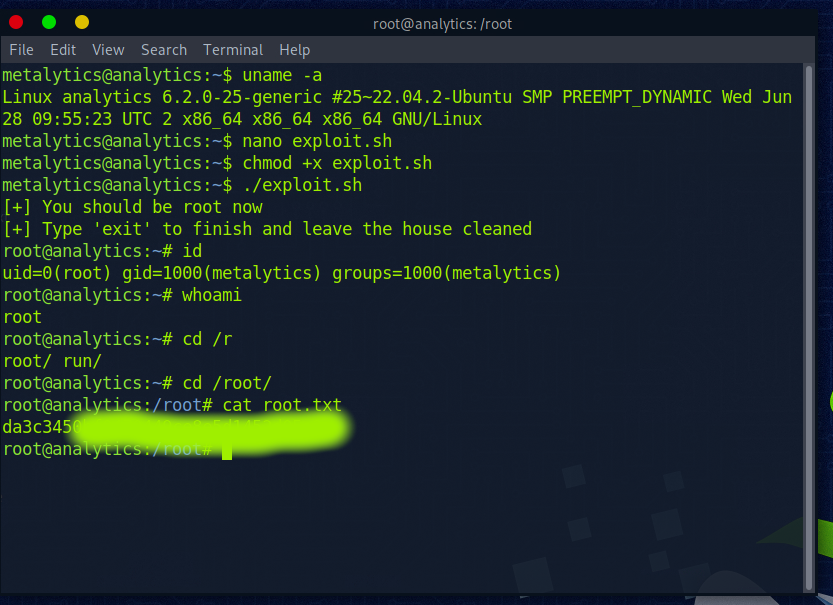 root@analytics: /root
File Edit View Search Terminal Help
metalytics@analytics:~$ uname -a
Linux analytics 6.2.0-25-generic #25~22.04.2-Ubuntu SMP PREEMPT_DYNAMIC Wed Jun
28 09:55:23 UTC 2 x86_64 x86_64 x86_64 GNU/Linux
metalytics@analytics:~$ nano exploit.sh
metalytics@analytics:~$ chmod +x exploit.sh
metalytics@analytics:~$ ./exploit.sh
[+] You should be root now
[+] Type 'exit' to finish and leave the house cleaned
root@analytics:~# id
uid=0(root) gid=1000(metalytics) groups=1000(metalytics)
root@analytics:~# whoami
root
root@analytics:~# cd /r
root/ run/
root@analytics:~# cd /root/
root@analytics:/root# cat root.txt
root@analytics:/root#